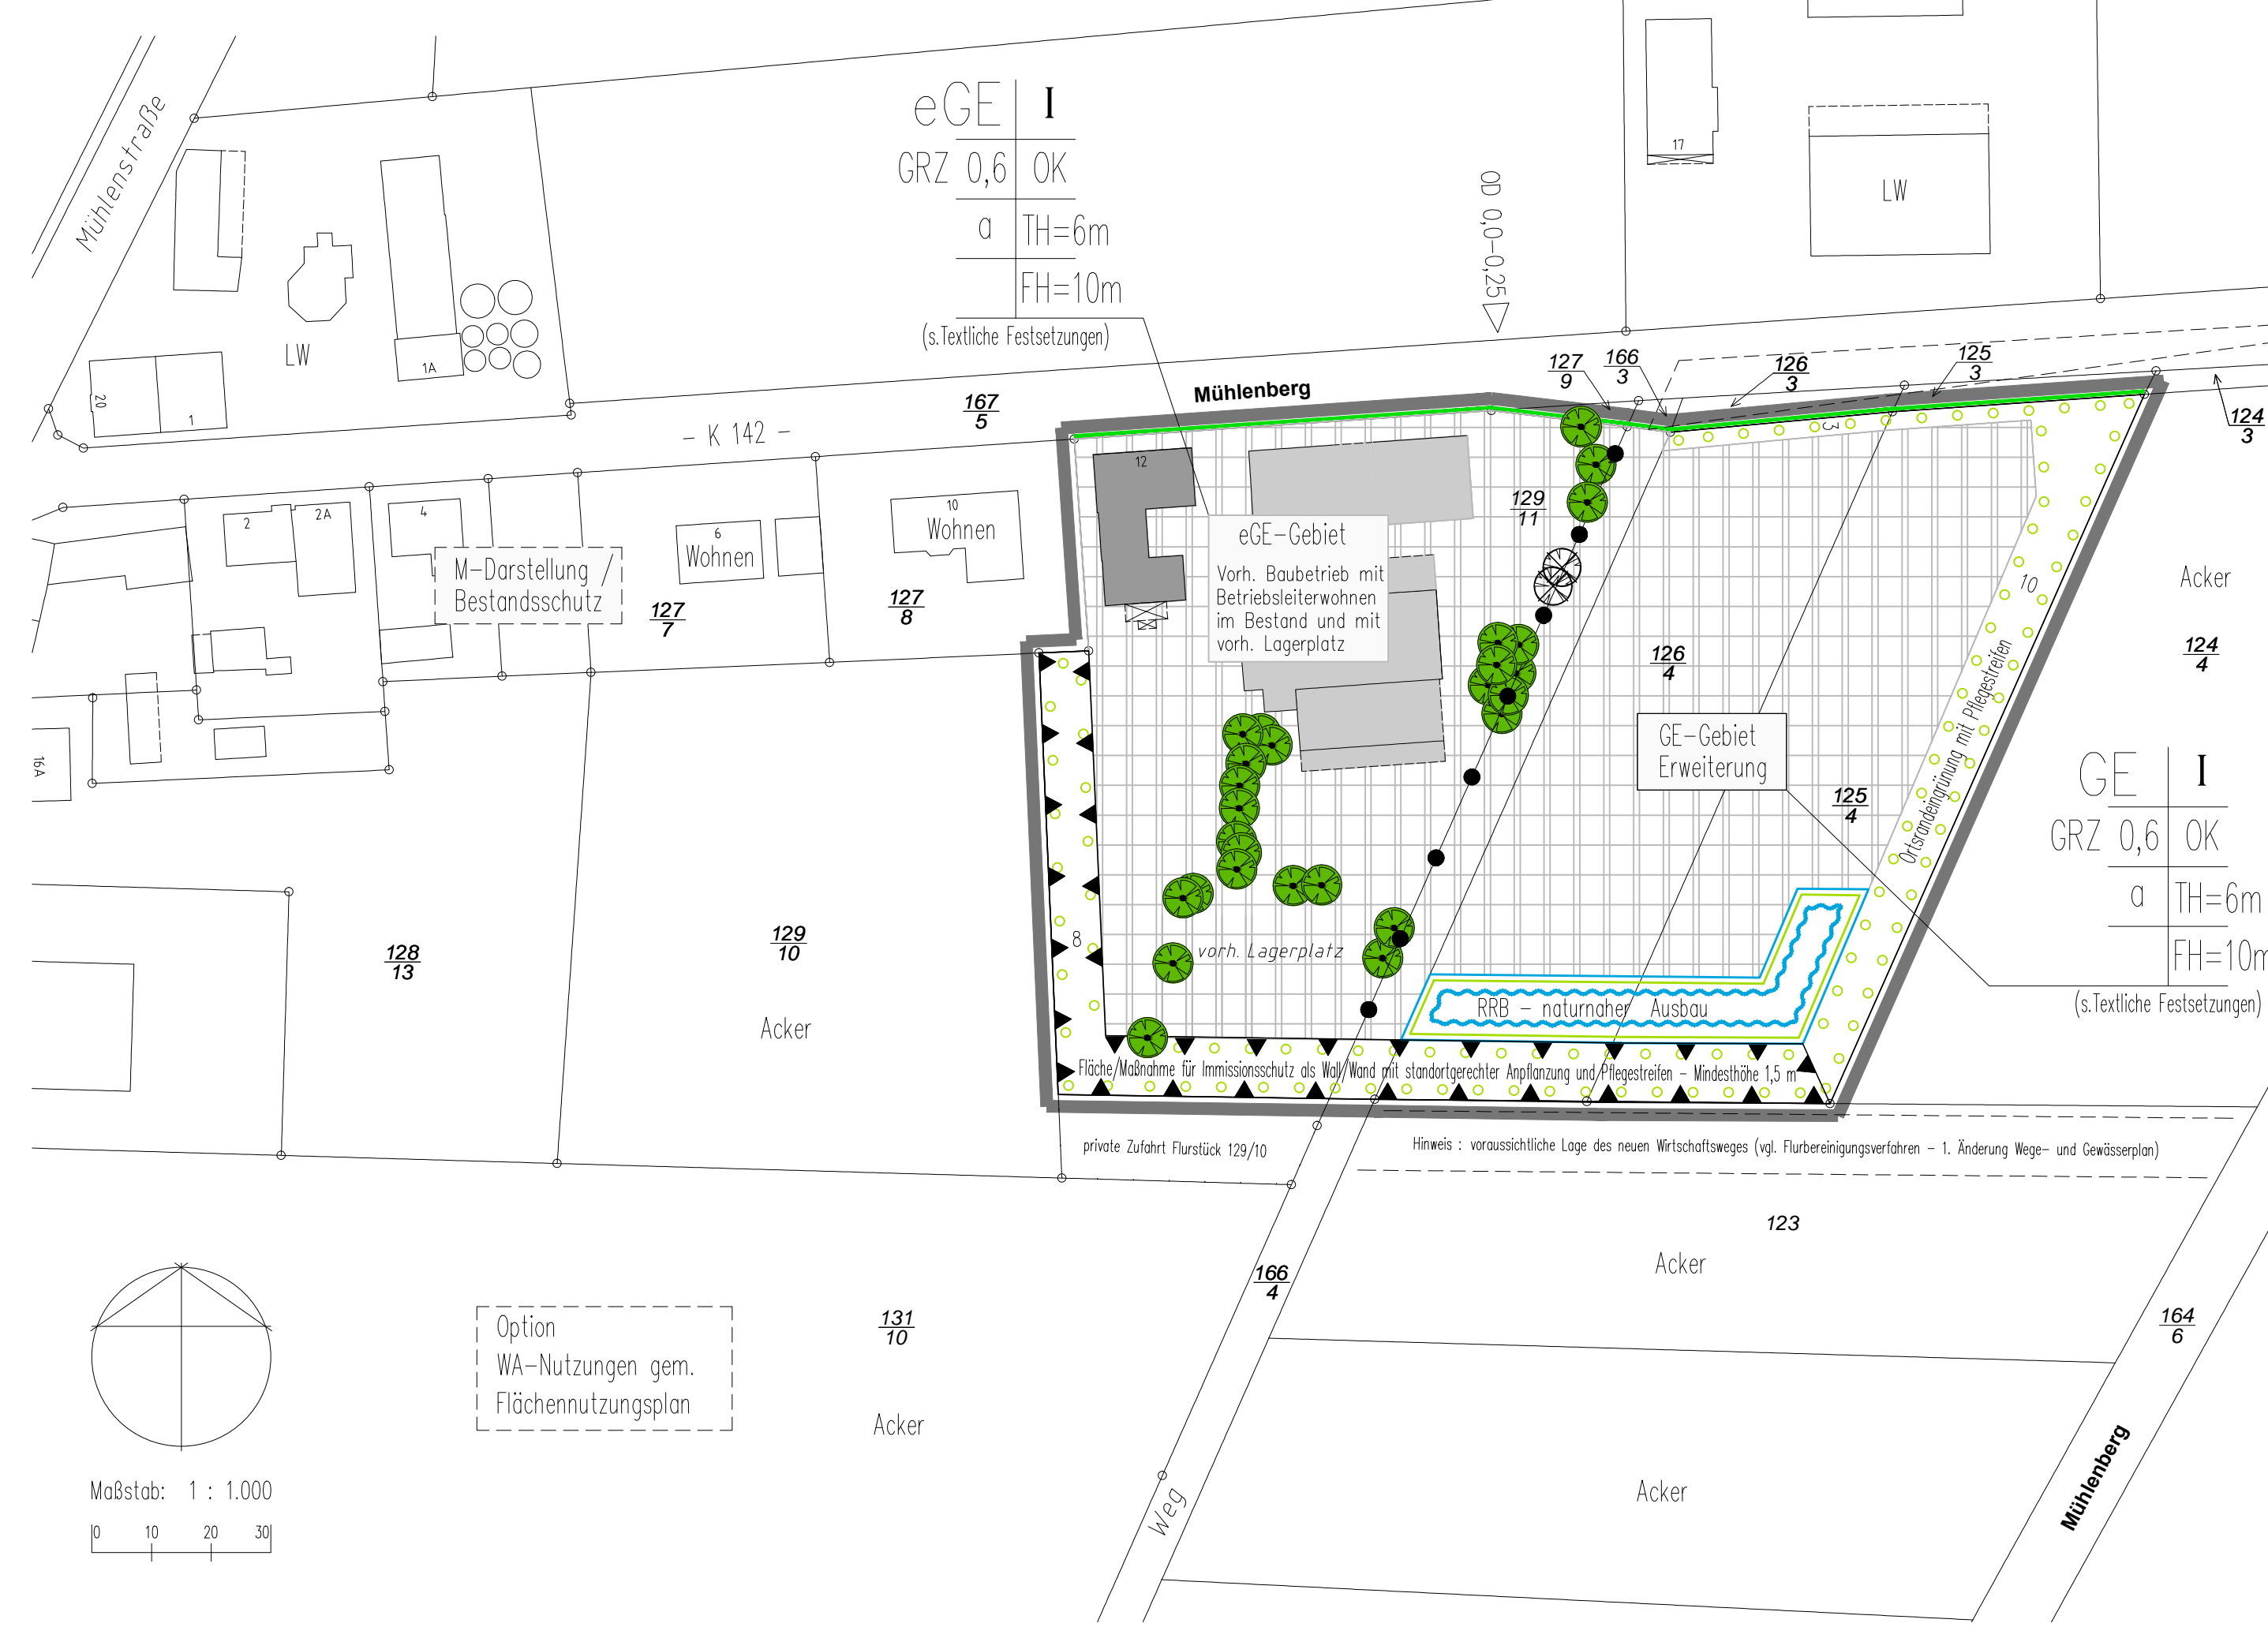 Mühlenstraße
eGE I
GRZ 0,6 OK
a TH=6m
FH=10m
(s.Textliche Festsetzungen)
OD 0,0-0,25
17
LW
LW
20
1
1A
- K 142 -
167
5
Mühlenberg
127
9
166
3
126
3
125
3
124
3
2
2A
4
6
Wohnen
10
Wohnen
12
M-Darstellung /
Bestandsschutz
127
7
127
8
129
11
3
10
eGE-Gebiet
Vorh. Baubetrieb mit
Betriebsleiterwohnen
im Bestand und mit
vorh. Lagerplatz
126
4
Acker
124
4
16A
GE-Gebiet
Erweiterung
125
4
Ortsrandeingrünung mit Pflegestreifen
GE I
GRZ 0,6 OK
a TH=6m
FH=10m
(s.Textliche Festsetzungen)
128
13
129
10
Acker
8
vorh. Lagerplatz
RRB - naturnaher Ausbau
Fläche/Maßnahme für Immissionsschutz als Wall/Wand mit standortgerechter Anpflanzung und Pflegestreifen - Mindesthöhe 1,5 m
private Zufahrt Flurstück 129/10
Hinweis : voraussichtliche Lage des neuen Wirtschaftsweges (vgl. Flurbereinigungsverfahren - 1. Änderung Wege- und Gewässerplan)
123
Acker
166
4
164
6
131
10
Acker
Option
WA-Nutzungen gem.
Flächennutzungsplan
Acker
Weg
Mühlenberg
Maßstab: 1 : 1.000
0 10 20 30